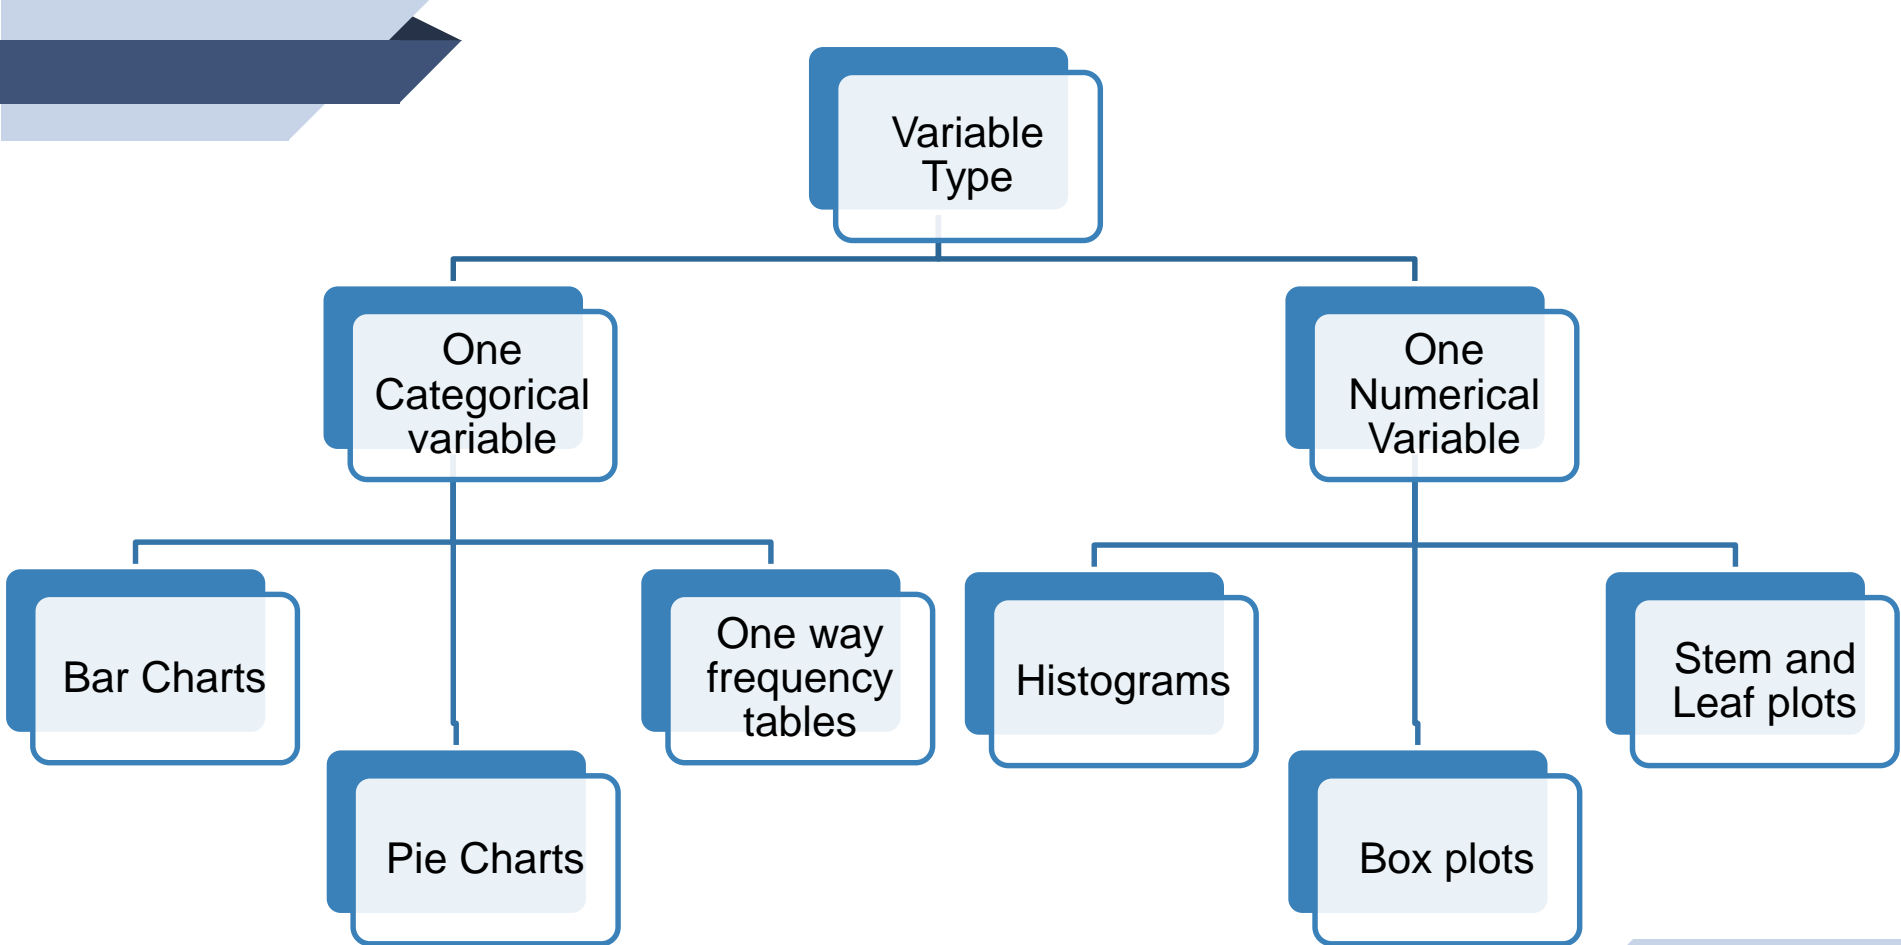 Variable
Type
One
Categorical
variable
One
Numerical
Variable
Bar Charts
Pie Charts
One way
frequency
tables
Histograms
Box plots
Stem and
Leaf plots